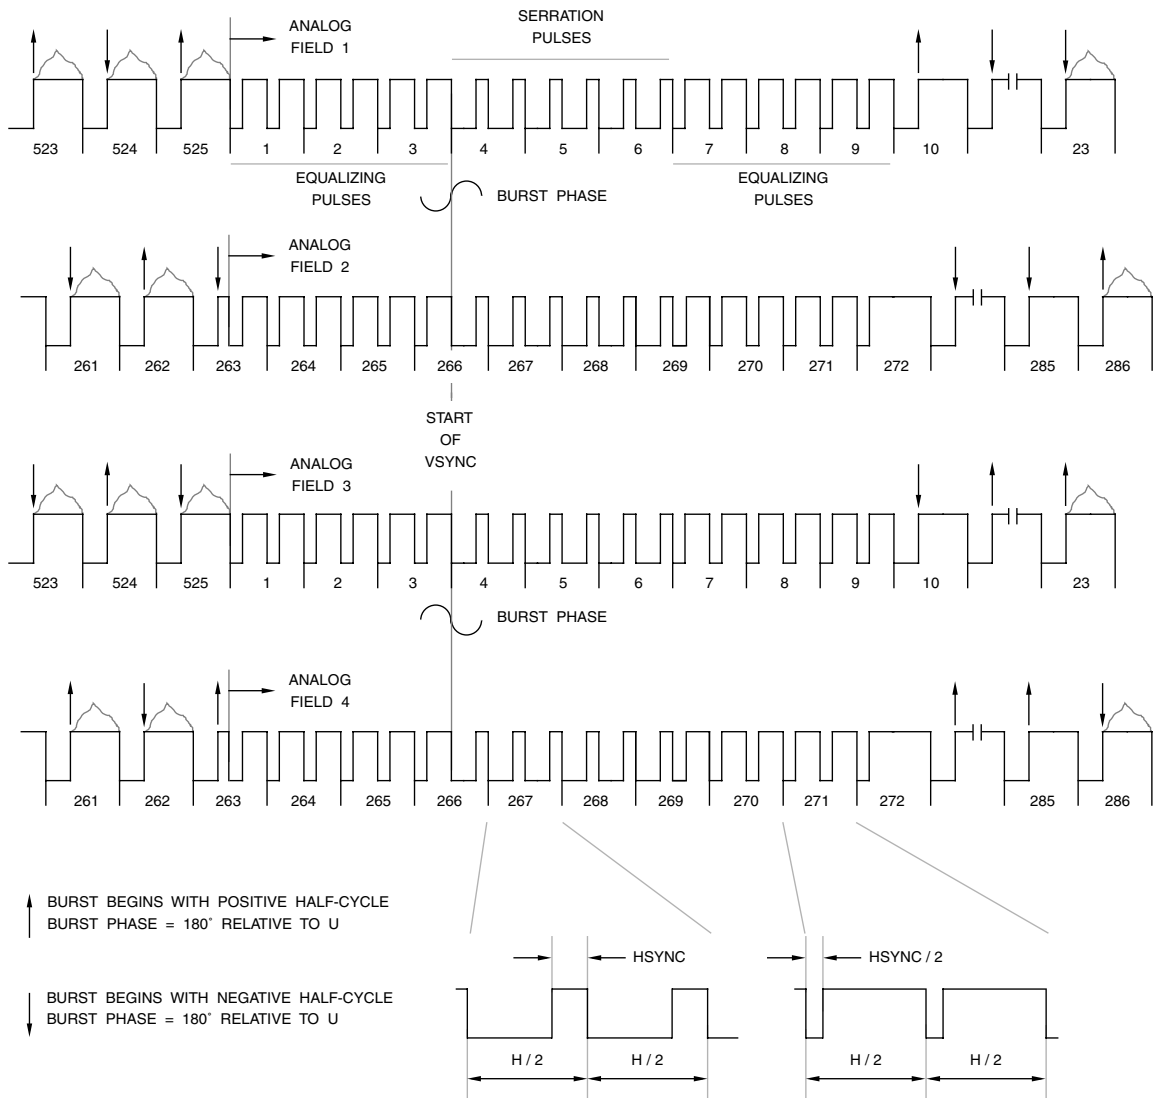 SERRATION
PULSES
ANALOG
FIELD 1
523 524 525 1 2 3 4 5 6 7 8 9 10 23
EQUALIZING
PULSES
EQUALIZING
PULSES
BURST PHASE
ANALOG
FIELD 2
261 262 263 264 265 266 267 268 269 270 271 272 285 286
START
OF
VSYNC
ANALOG
FIELD 3
523 524 525 1 2 3 4 5 6 7 8 9 10 23
BURST PHASE
ANALOG
FIELD 4
261 262 263 264 265 266 267 268 269 270 271 272 285 286
BURST BEGINS WITH POSITIVE HALF-CYCLE
BURST PHASE = 180° RELATIVE TO U
BURST BEGINS WITH NEGATIVE HALF-CYCLE
BURST PHASE = 180° RELATIVE TO U
HSYNC
HSYNC / 2
H / 2 H / 2
H / 2 H / 2